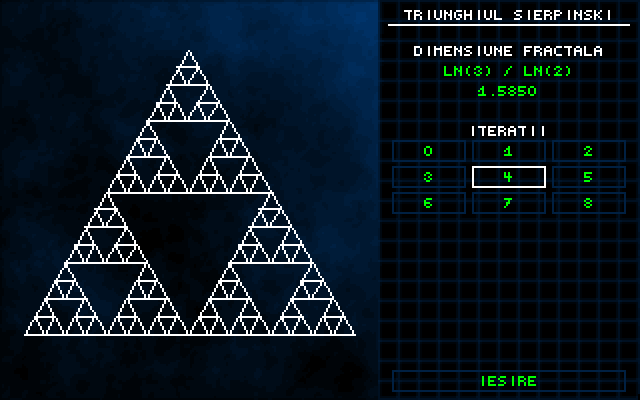 TRIUNGHIUL SIERPINSKI
DIMENSIUNE FRACTALA
LN(3) / LN(2)
1.5850
ITERATII
0 1 2
3 4 5
6 7 8
IESIRE